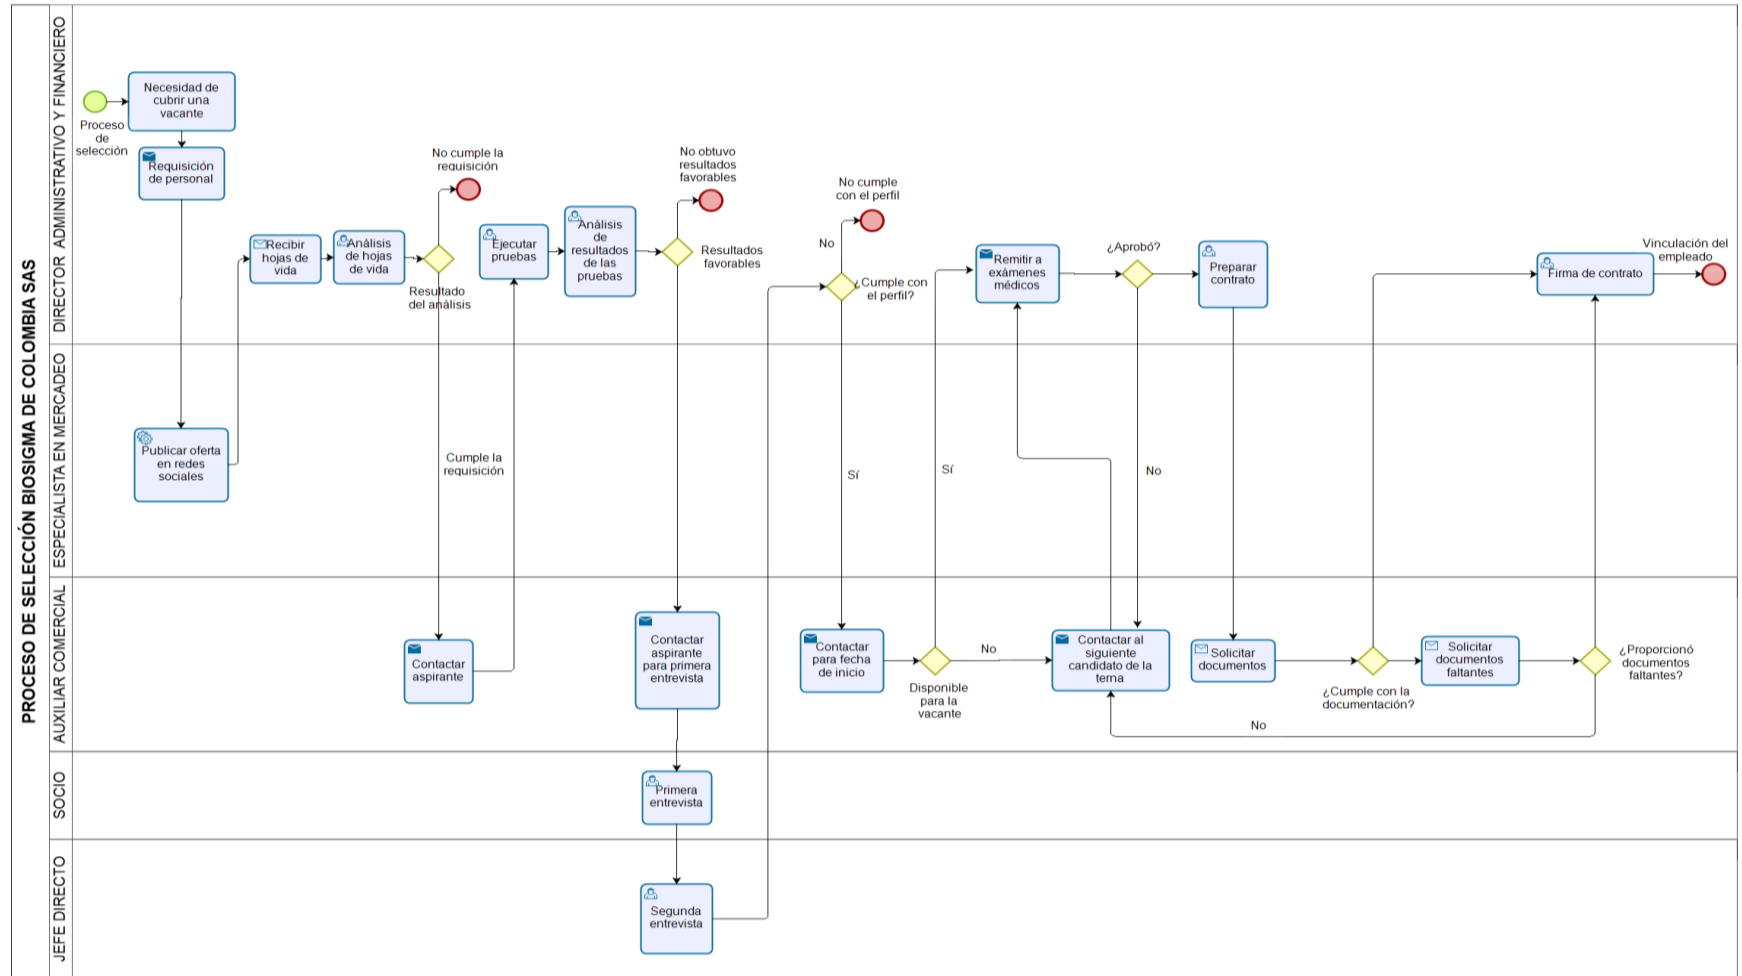 PROCESO DE SELECCIÓN BIOSIGMA DE COLOMBIA SAS
DIRECTOR ADMINISTRATIVO Y FINANCIERO
Proceso
de
selección
Necesidad de
cubrir una
vacante
Requisición
de personal
Recibir
hojas de
vida
Análisis
de hojas
de vida
No cumple la
requisición
Resultado
del análisis
Ejecutar
pruebas
Análisis
de
resultados
de las
pruebas
No obtuvo
resultados
favorables
Resultados
favorables
No cumple
con el perfil
No
¿Cumple con
el perfil?
Remitir a
exámenes
médicos
¿Aprobó?
Preparar
contrato
Firma de contrato
Vinculación del
empleado
ESPECIALISTA EN MERCADEO
Publicar oferta
en redes
sociales
Cumple la
requisición
Sí
Sí
No
AUXILIAR COMERCIAL
Contactar
aspirante
Contactar
aspirante
para primera
entrevista
Contactar
para fecha
de inicio
Disponible
para la
vacante
No
Contactar al
siguiente
candidato de la
terna
Solicitar
documentos
¿Cumple con la
documentación?
Solicitar
documentos
faltantes
¿Proporcionó
documentos
faltantes?
No
SOCIO
Primera
entrevista
JEFE DIRECTO
Segunda
entrevista